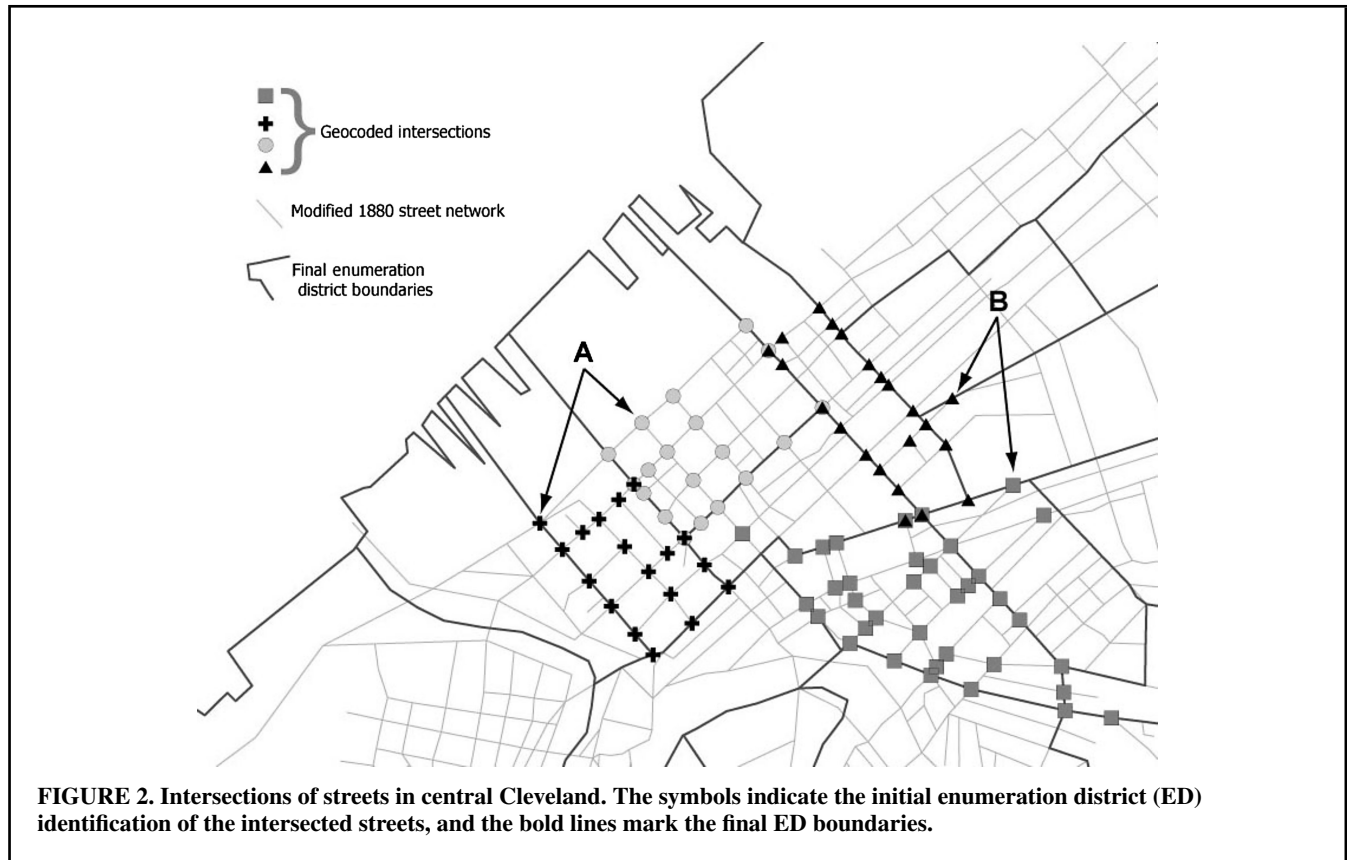 Geocoded intersections
Modified 1880 street network
Final enumeration
district boundaries
A
B
FIGURE 2. Intersections of streets in central Cleveland. The symbols indicate the initial enumeration district (ED)
identification of the intersected streets, and the bold lines mark the final ED boundaries.